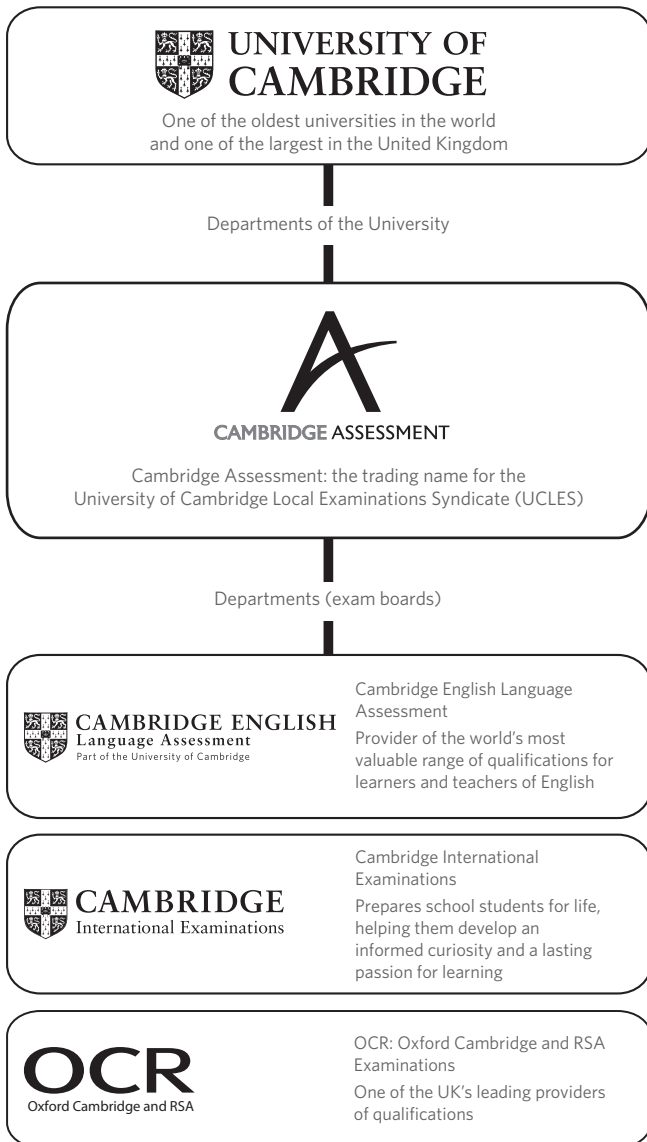 UNIVERSITY OF
CAMBRIDGE
One of the oldest universities in the world
and one of the largest in the United Kingdom
Departments of the University
CAMBRIDGE ASSESSMENT
Cambridge Assessment: the trading name for the
University of Cambridge Local Examinations Syndicate (UCLES)
Departments (exam boards)
CAMBRIDGE ENGLISH
Language Assessment
Part of the University of Cambridge
Cambridge English Language
Assessment
Provider of the world's most
valuable range of qualifications for
learners and teachers of English
CAMBRIDGE
International Examinations
Cambridge International
Examinations
Prepares school students for life,
helping them develop an
informed curiosity and a lasting
passion for learning
OCR
Oxford Cambridge and RSA
OCR: Oxford Cambridge and RSA
Examinations
One of the UK's leading providers
of qualifications